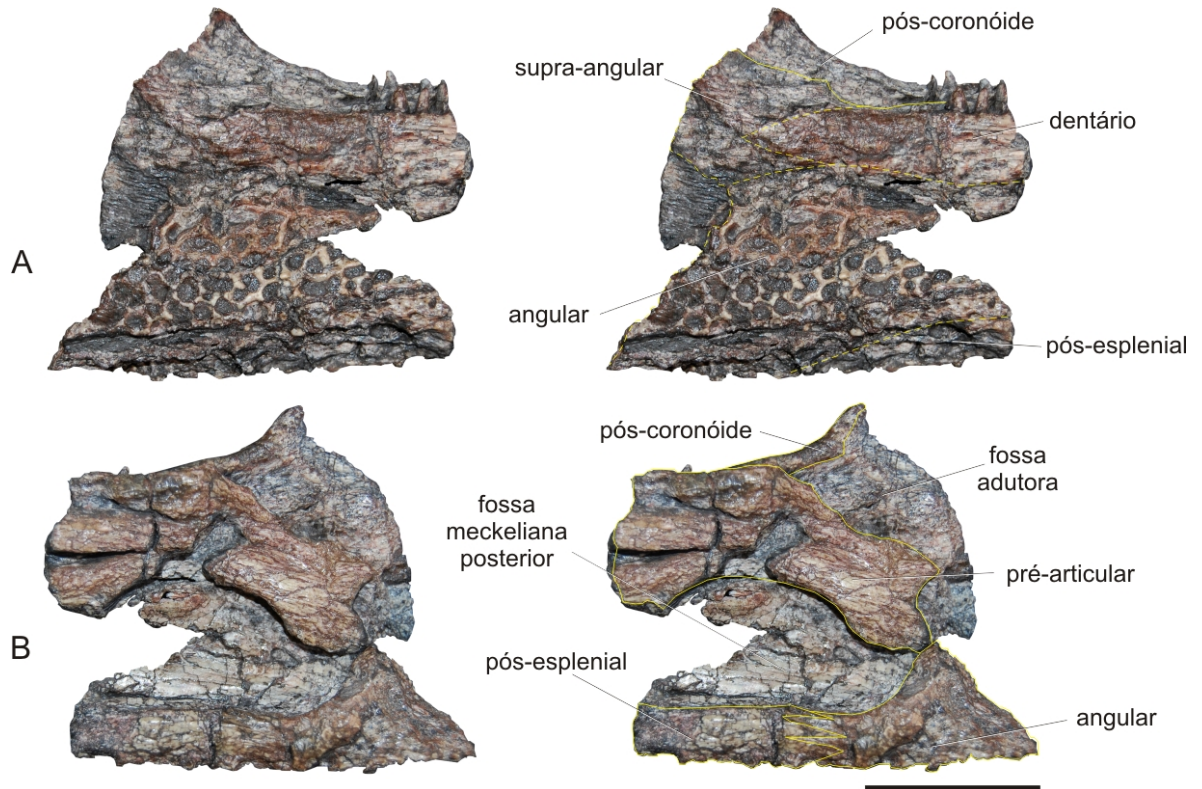 pós-coronóide
supra-angular
dentário
A
angular
pós-esplenial
pós-coronóide
fossa
adutora
fossa
meckeliana
posterior
pré-articular
B
pós-esplenial
angular